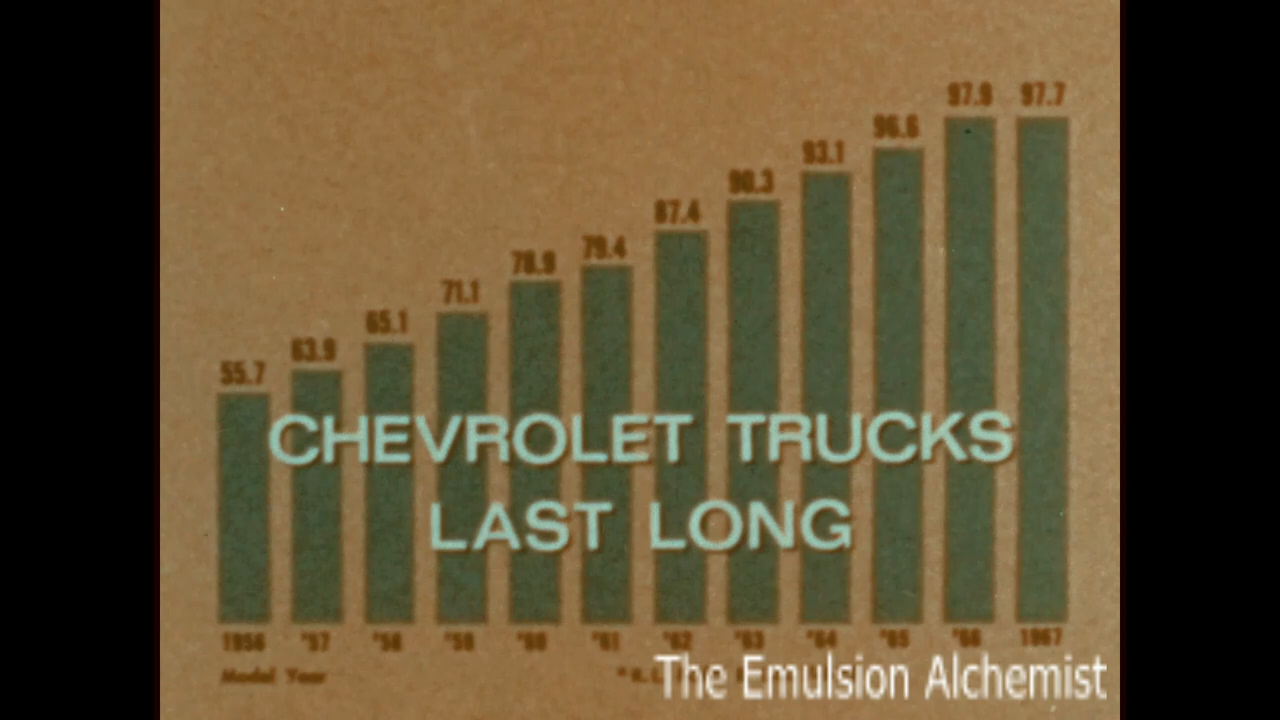 97.9 97.7
96.6
93.1
90.3
87.4
79.4
78.9
71.1
65.1
63.9
55.7
CHEVROLET TRUCKS
LAST LONG
1956 '57 '58 '59 '60 '61 '62 '63 '64 '65 '66 1967
Model Year
The Emulsion Alchemist